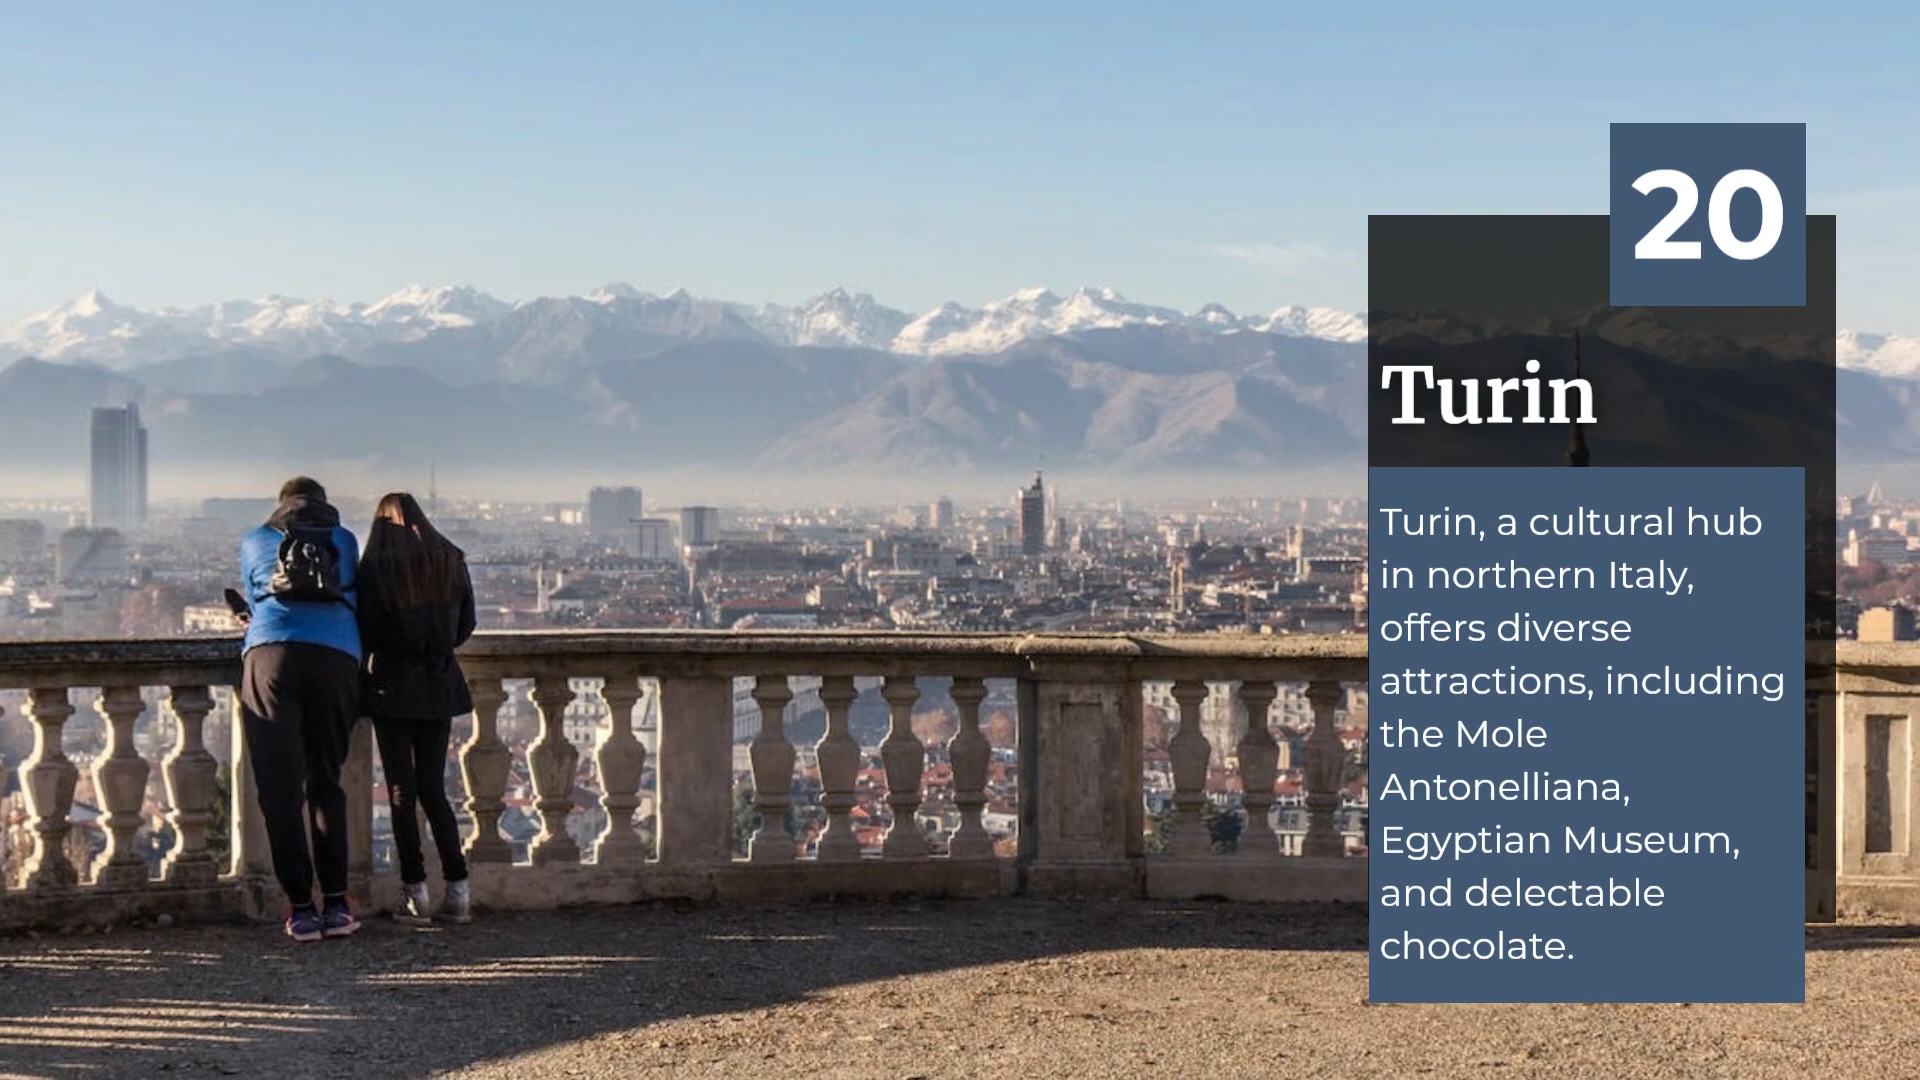 20
Turin
Turin, a cultural hub
in northern Italy,
offers diverse
attractions, including
the Mole
Antonelliana,
Egyptian Museum,
and delectable
chocolate.